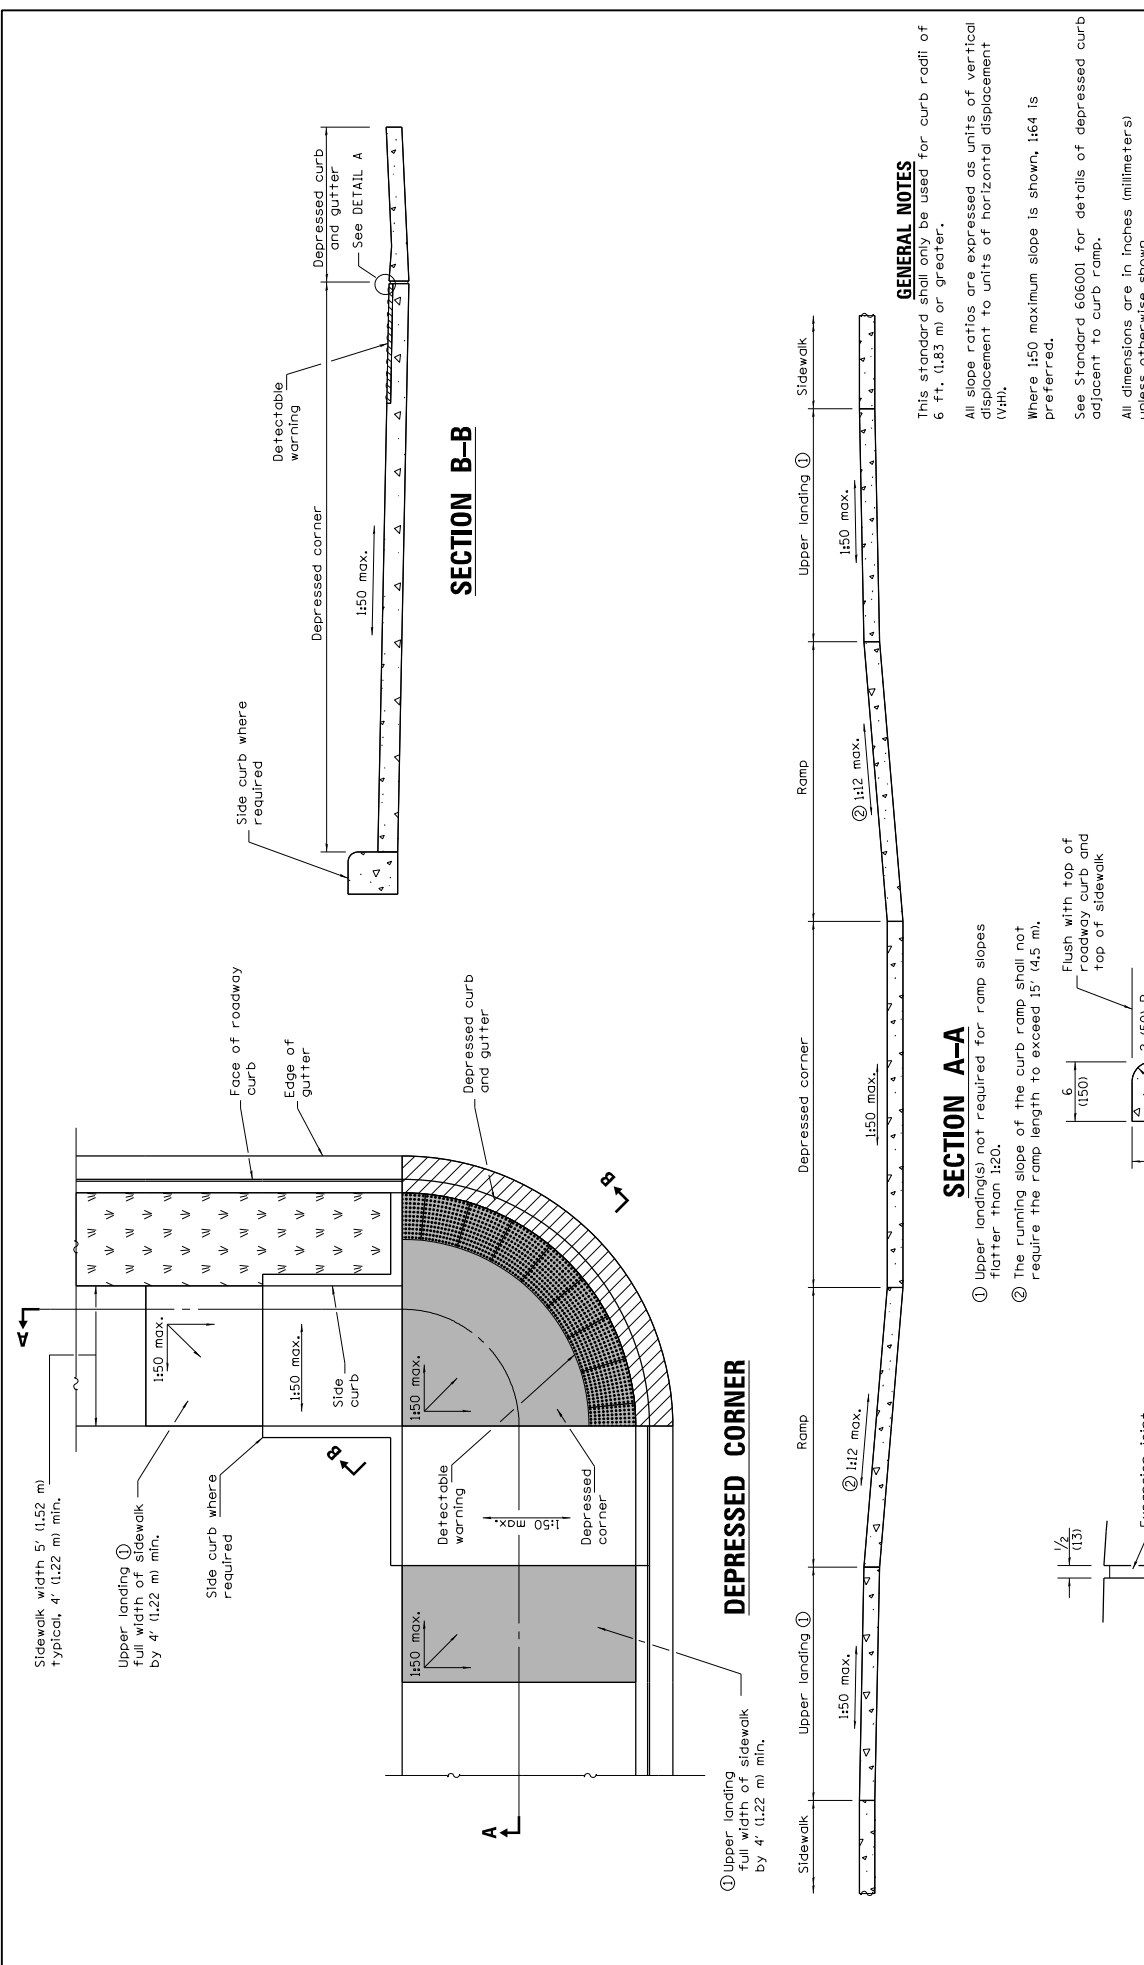 Sidewalk width 5' (1.52 m)
typical, 4' (1.22 m) min.
Upper landing ①
full width of sidewalk
by 4' (1.22 m) min.
Side curb where
required
A
1:50 max.
1:50 max.
Side
curb
B
Face of roadway
curb
Edge of
gutter
Depressed curb
and gutter
B
1:50 max.
Detectable
warning
1:50
max.
Depressed
corner
1:50 max.
A
① Upper landing
full width of sidewalk
by 4' (1.22 m) min.
DEPRESSED CORNER
Side curb where
required
Depressed corner
1:50 max.
Detectable
warning
Depressed curb
and gutter
See DETAIL A
SECTION B–B
Sidewalk
Upper landing ①
Ramp
Depressed corner
Ramp
Upper landing ①
Sidewalk
1:50 max.
② 1:12 max.
1:50 max.
② 1:12 max.
1:50 max.
SECTION A–A
① Upper landing(s) not required for ramp slopes
flatter than 1:20.
② The running slope of the curb ramp shall not
require the ramp length to exceed 15' (4.5 m).
GENERAL NOTES
This standard shall only be used for curb radii of
6 ft. (1.83 m) or greater.
All slope ratios are expressed as units of vertical
displacement to units of horizontal displacement
(V:H).
Where 1:50 maximum slope is shown, 1:64 is
preferred.
See Standard 606001 for details of depressed curb
adjacent to curb ramp.
All dimensions are in inches (millimeters)
unless otherwise shown.
1/2
(13)
6
(150)
Flush with top of
roadway curb and
top of sidewalk